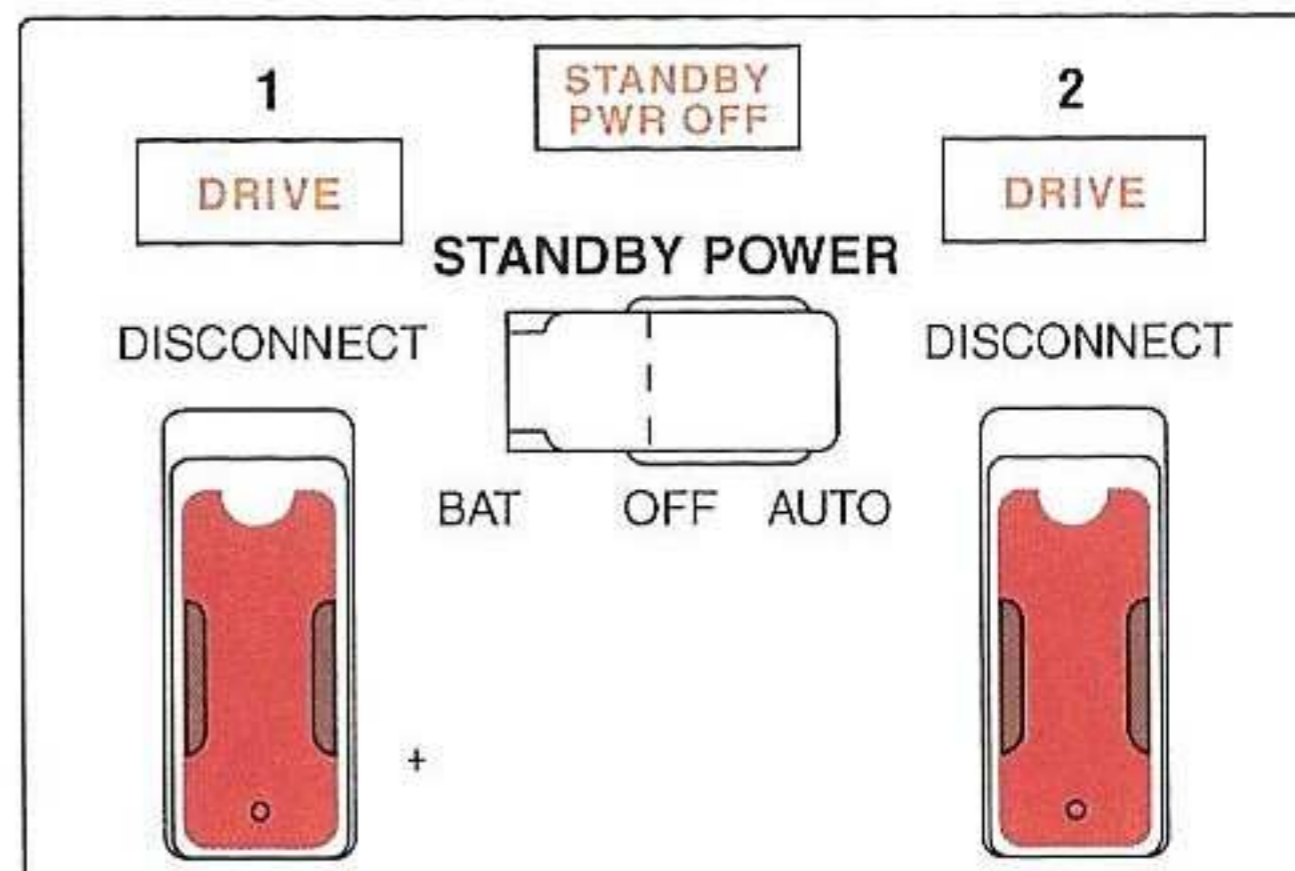 1
STANDBY
PWR OFF
2
DRIVE
DRIVE
STANDBY POWER
DISCONNECT
DISCONNECT
BAT OFF AUTO
+